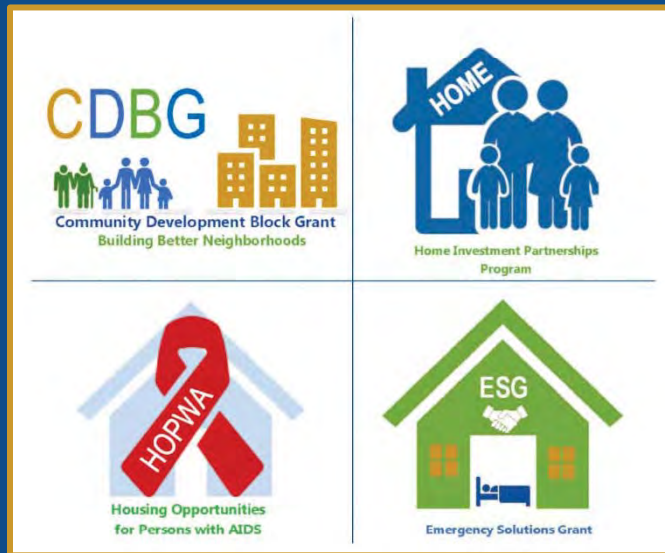 CDBG
Community Development Block Grant
Building Better Neighborhoods
HOME
Home Investment Partnerships
Program
HOPWA
Housing Opportunities
for Persons with AIDS
ESG
Emergency Solutions Grant